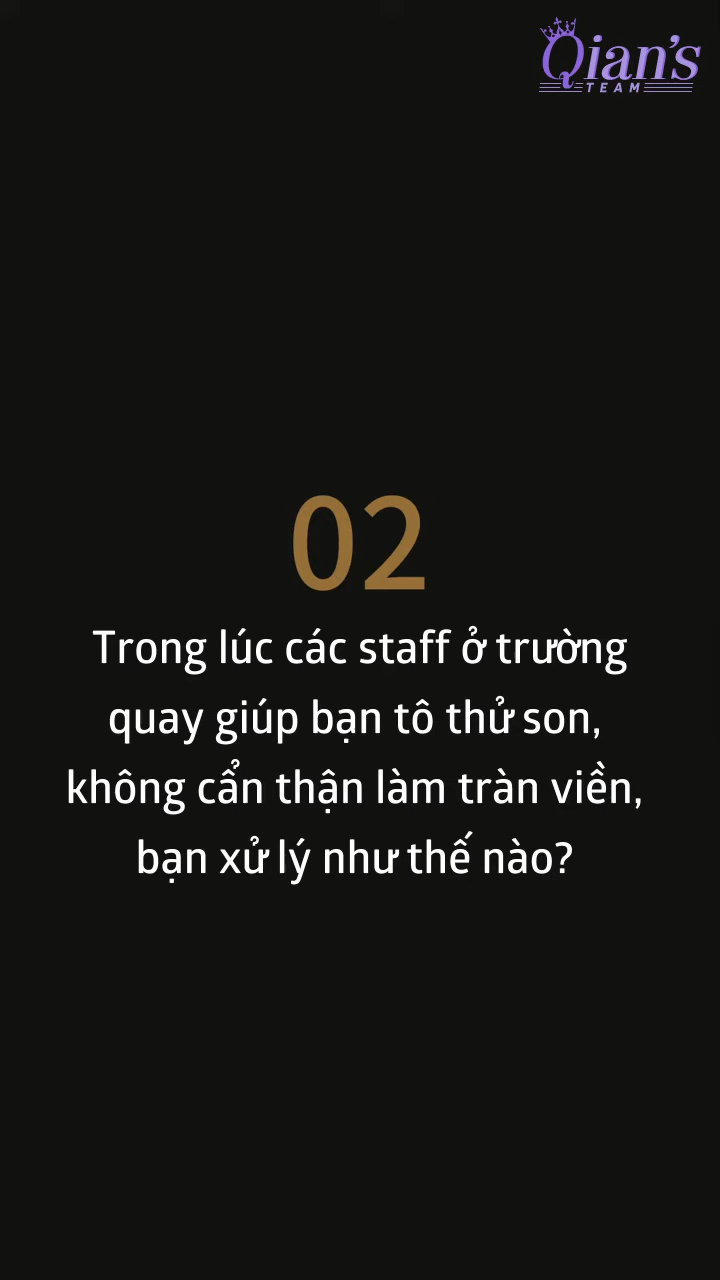 Qian's
TEAM
02
Trong lúc các staff ở trường
quay giúp bạn tô thử son,
không cẩn thận làm tràn viền,
bạn xử lý như thế nào?